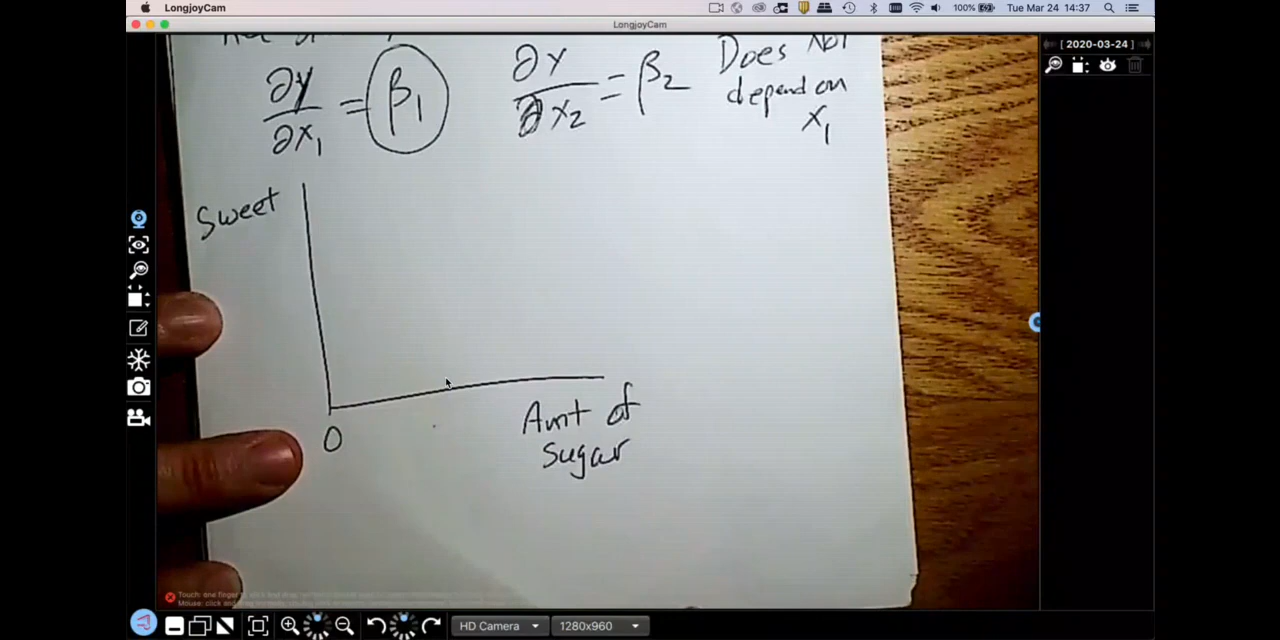 LongjoyCam
100%
Tue Mar 24 14:37
LongjoyCam
[ 2020-03-24 ]
∂Y/∂X₁ = β₁
∂Y/∂X₂ = β₂
Does Not
depend on
X₁
Sweet
0
Amt of
sugar
HD Camera
1280x960